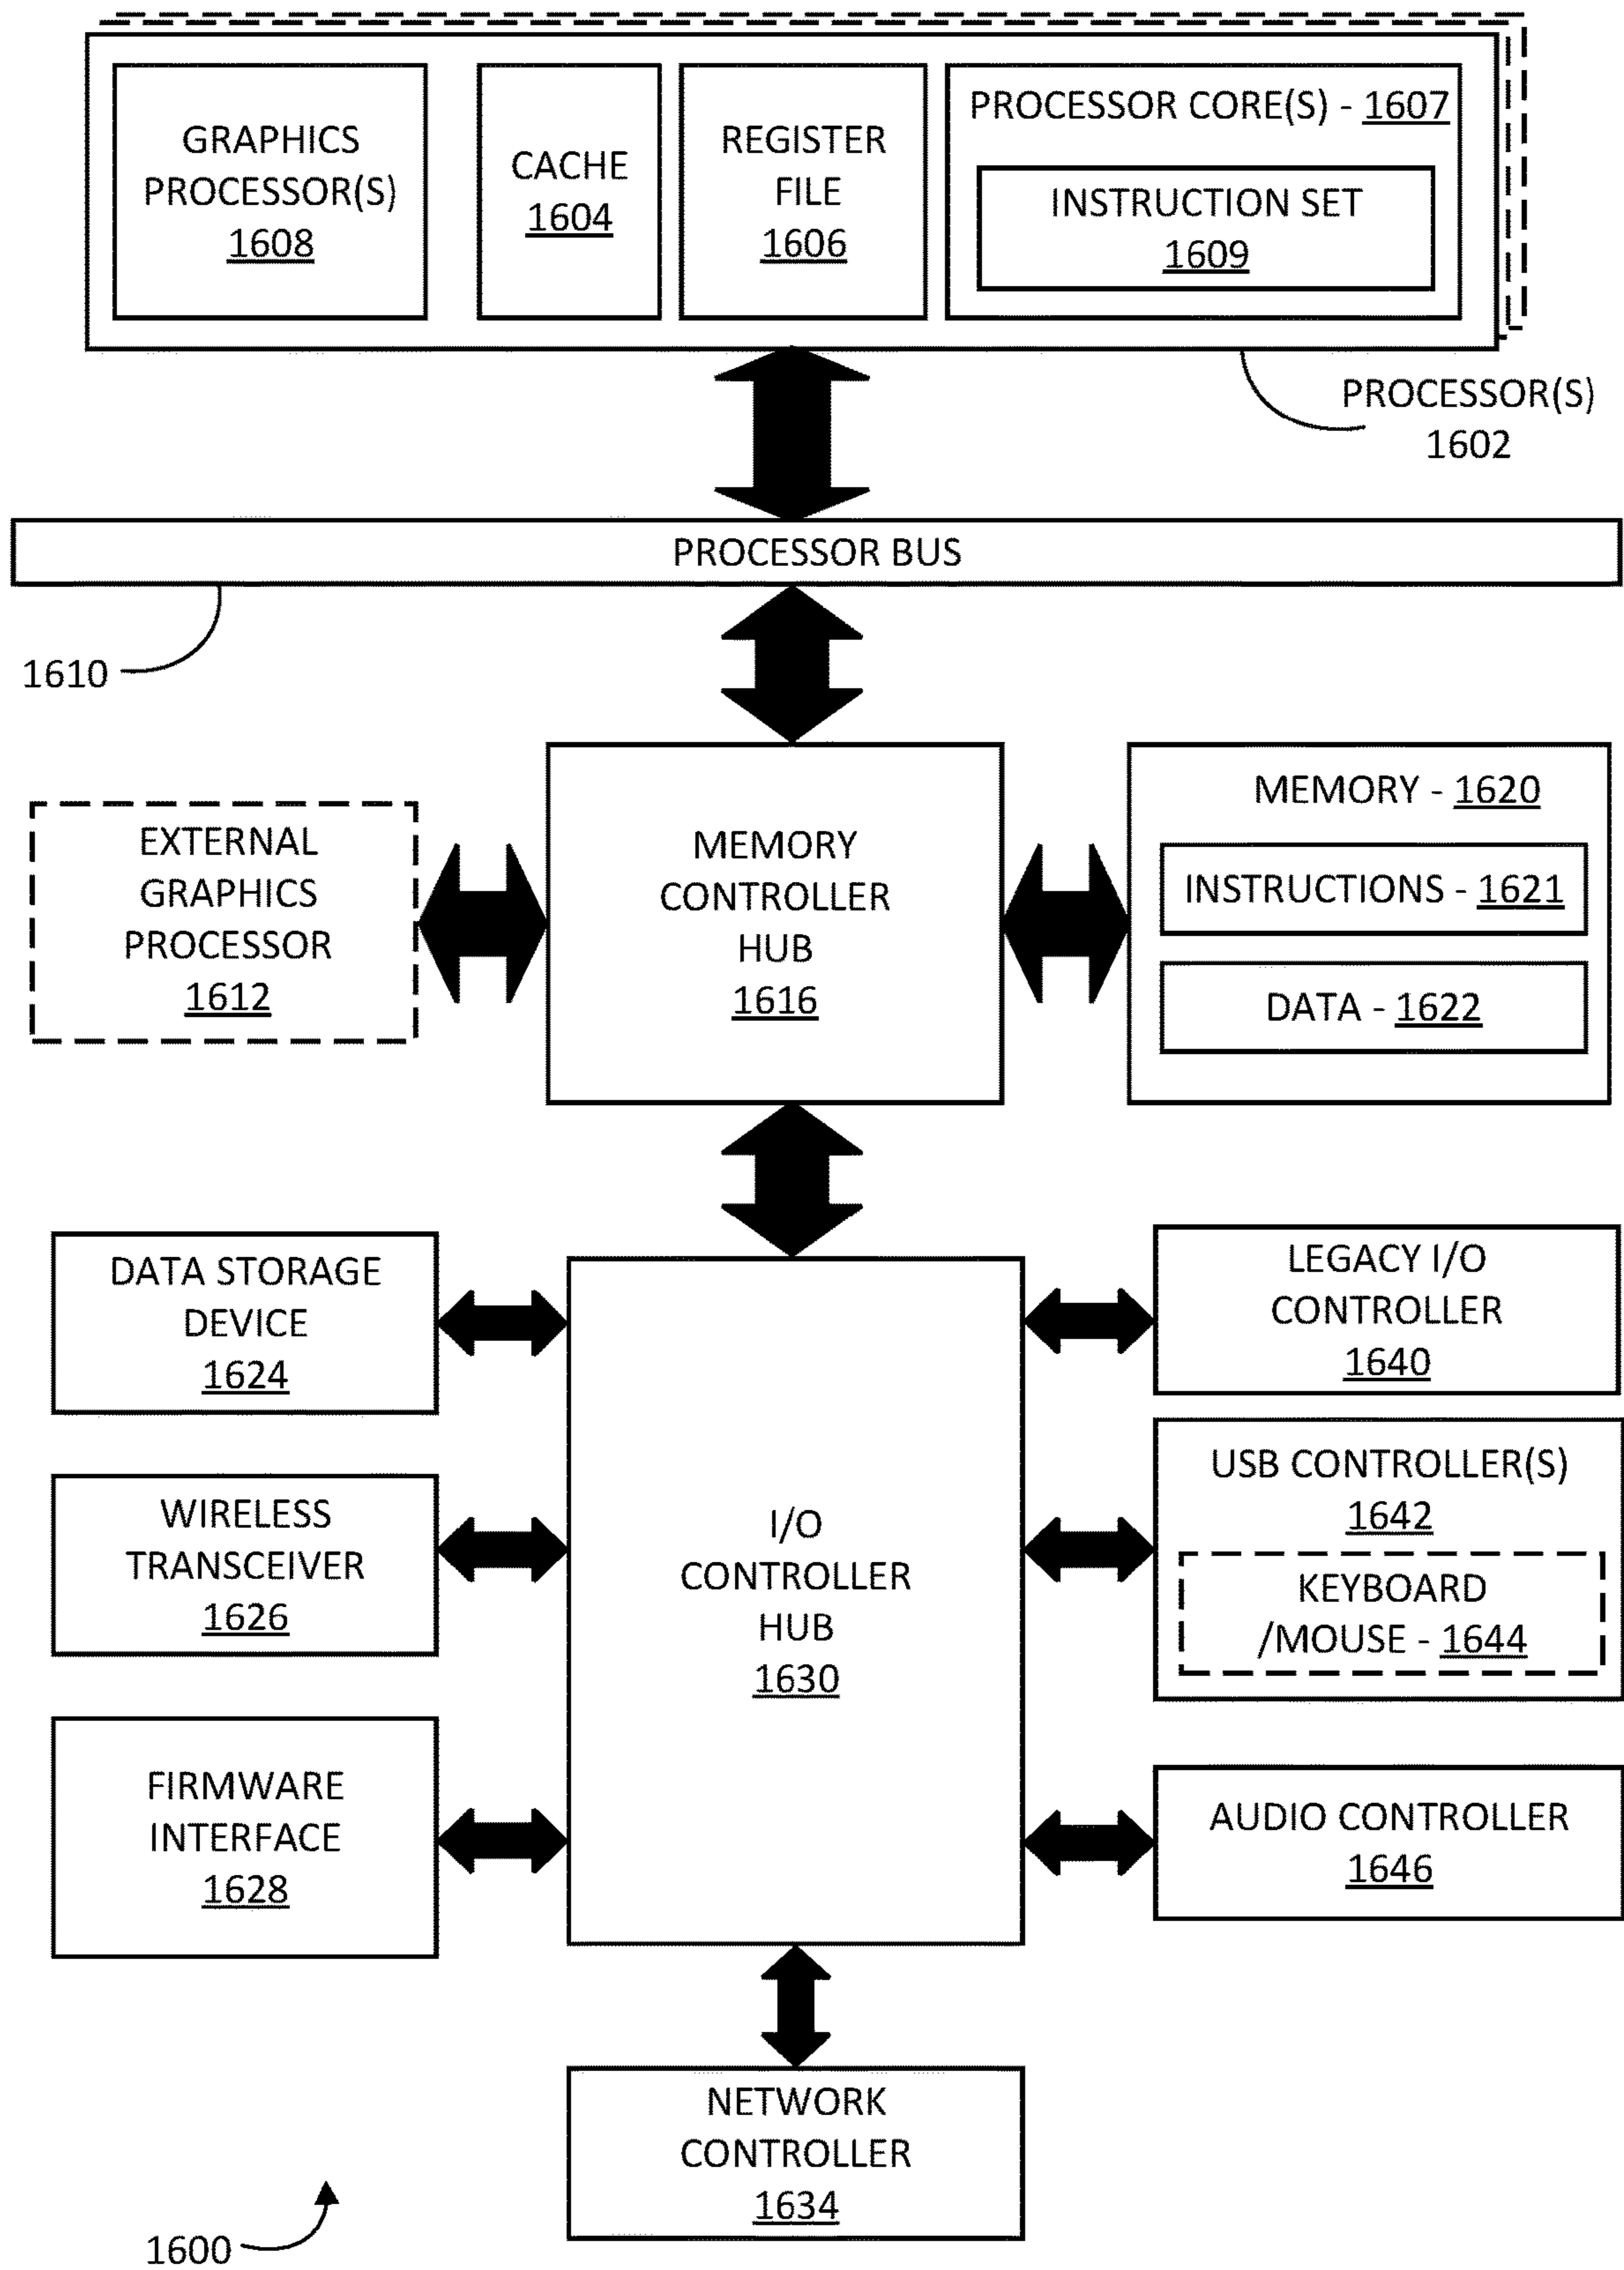 GRAPHICS
PROCESSOR(S)
1608
CACHE
1604
REGISTER
FILE
1606
PROCESSOR CORE(S) - 1607
INSTRUCTION SET
1609
PROCESSOR(S)
1602
PROCESSOR BUS
1610
EXTERNAL
GRAPHICS
PROCESSOR
1612
MEMORY
CONTROLLER
HUB
1616
MEMORY - 1620
INSTRUCTIONS - 1621
DATA - 1622
DATA STORAGE
DEVICE
1624
WIRELESS
TRANSCEIVER
1626
FIRMWARE
INTERFACE
1628
I/O
CONTROLLER
HUB
1630
LEGACY I/O
CONTROLLER
1640
USB CONTROLLER(S)
1642
KEYBOARD
/MOUSE - 1644
AUDIO CONTROLLER
1646
NETWORK
CONTROLLER
1634
1600